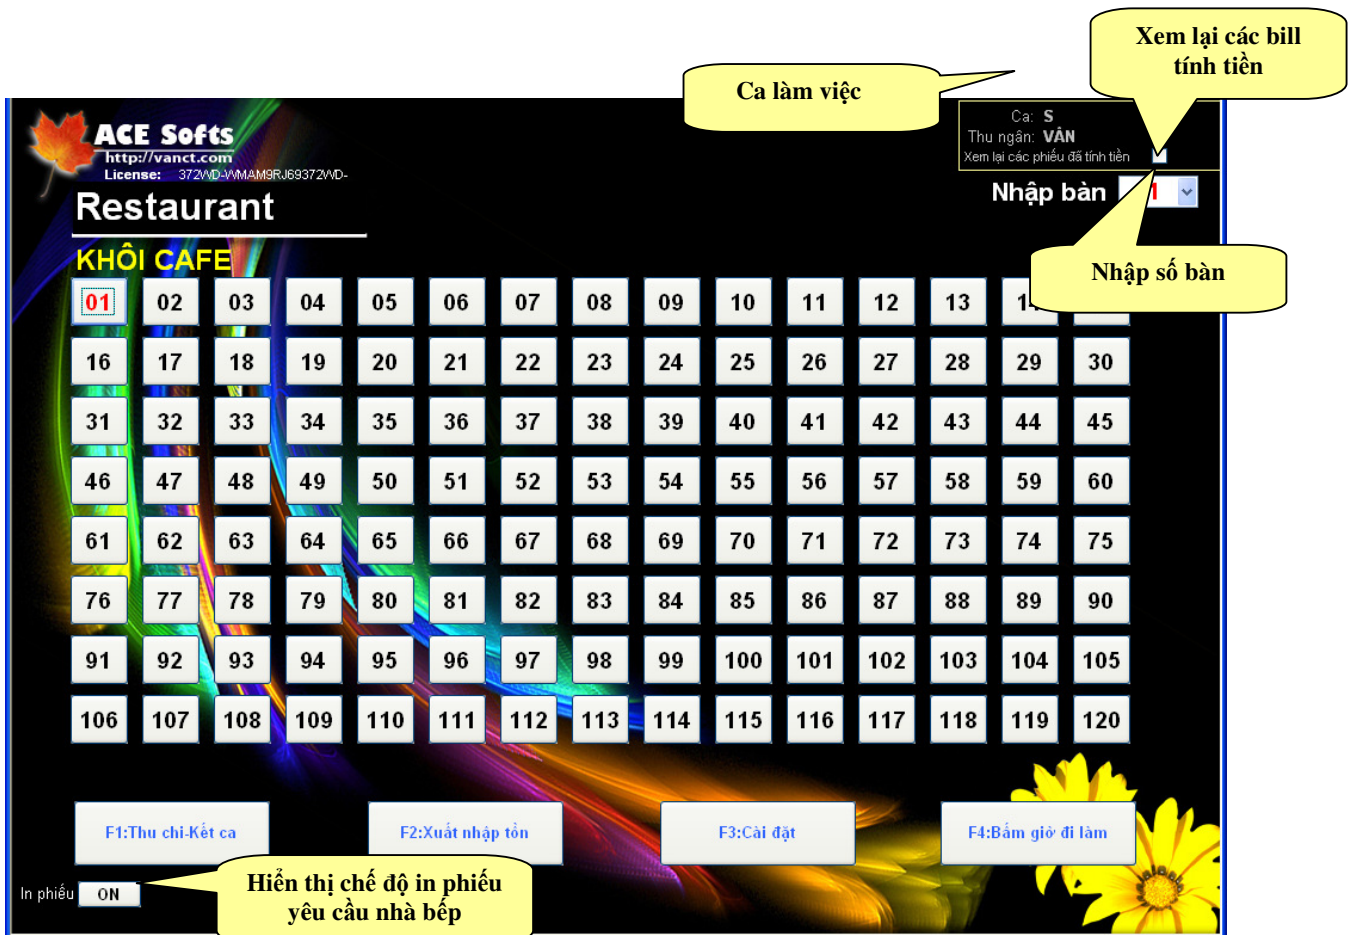 Xem lại các bill
tính tiền
Ca làm việc
ACE Softs
http://vanct.com
License: 372WD-WMAM9RJ69372WD-
Restaurant
Ca: S
Thu ngân: VÂN
Xem lại các phiếu đã tính tiền
Nhập bàn
Nhập số bàn
KHÔI CAFE
01 02 03 04 05 06 07 08 09 10 11 12 13
16 17 18 19 20 21 22 23 24 25 26 27 28 29 30
31 32 33 34 35 36 37 38 39 40 41 42 43 44 45
46 47 48 49 50 51 52 53 54 55 56 57 58 59 60
61 62 63 64 65 66 67 68 69 70 71 72 73 74 75
76 77 78 79 80 81 82 83 84 85 86 87 88 89 90
91 92 93 94 95 96 97 98 99 100 101 102 103 104 105
106 107 108 109 110 111 112 113 114 115 116 117 118 119 120
F1:Thu chi-Kết ca F2:Xuất nhập tồn F3:Cài đặt F4:Bấm giờ đi làm
In phiếu ON
Hiển thị chế độ in phiếu
yêu cầu nhà bếp